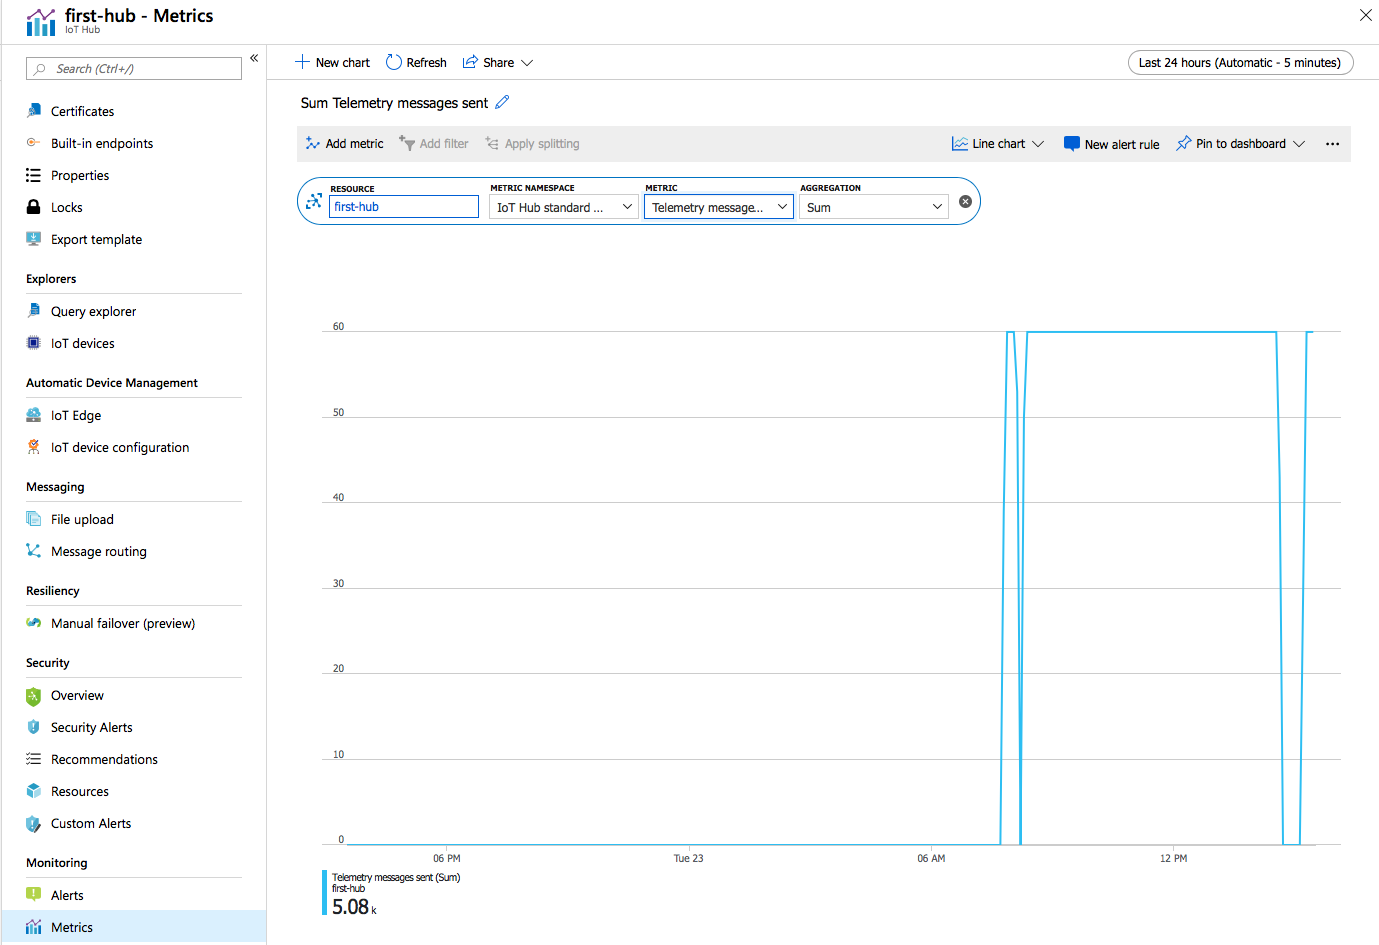 first-hub - Metrics
IoT Hub
Search (Ctrl+/)
«
Certificates
Built-in endpoints
Properties
Locks
Export template
Explorers
Query explorer
IoT devices
Automatic Device Management
IoT Edge
IoT device configuration
Messaging
File upload
Message routing
Resiliency
Manual failover (preview)
Security
Overview
Security Alerts
Recommendations
Resources
Custom Alerts
Monitoring
Alerts
Metrics
New chart Refresh Share
Last 24 hours (Automatic - 5 minutes)
Sum Telemetry messages sent
Add metric Add filter Apply splitting Line chart New alert rule Pin to dashboard ...
RESOURCE METRIC NAMESPACE METRIC AGGREGATION
first-hub IoT Hub standard ... Telemetry message... Sum
60
50
40
30
20
10
0
06 PM Tue 23 06 AM 12 PM
Telemetry messages sent (Sum)
first-hub
5.08 k